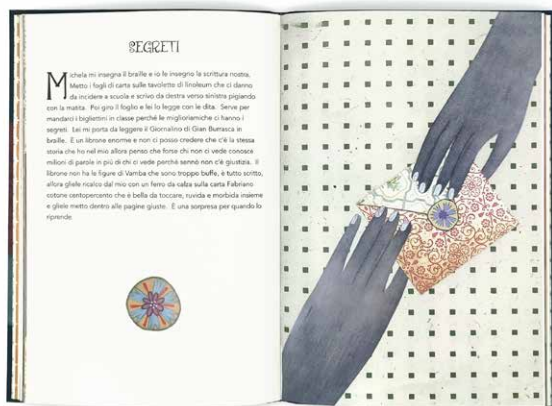 SEGRETI
Michela mi insegna il braille e io le insegno la scrittura nostra.
Metto i fogli di carta sulle tavolette di linoleum che ci danno
da incidere a scuola e scrivo da destra verso sinistra pigiando
con la matita. Poi giro il foglio e lei lo legge con le dita. Serve per
mandarci i bigliettini in classe perché le miglioriamiche ci fanno i
segreti. Lei mi porta da leggere il Giornalino di Gian Burrasca in
braille. È un librone enorme e non ci posso credere che c'è la stessa
storia che ho nel mio allora penso che forse chi non ci vede conosce
milioni di parole in più di chi ci vede perché sennò non c'è giustizia. Il
librone non ha le figure di Vamba che sono troppo buffe, è tutto scritto,
allora gliele ricalco dal mio con un ferro da calza sulla carta Fabriano
cotone centopercento che è bella da toccare, ruvida e morbida insieme
e gliele metto dentro alle pagine giuste. È una sorpresa per quando lo
riprende